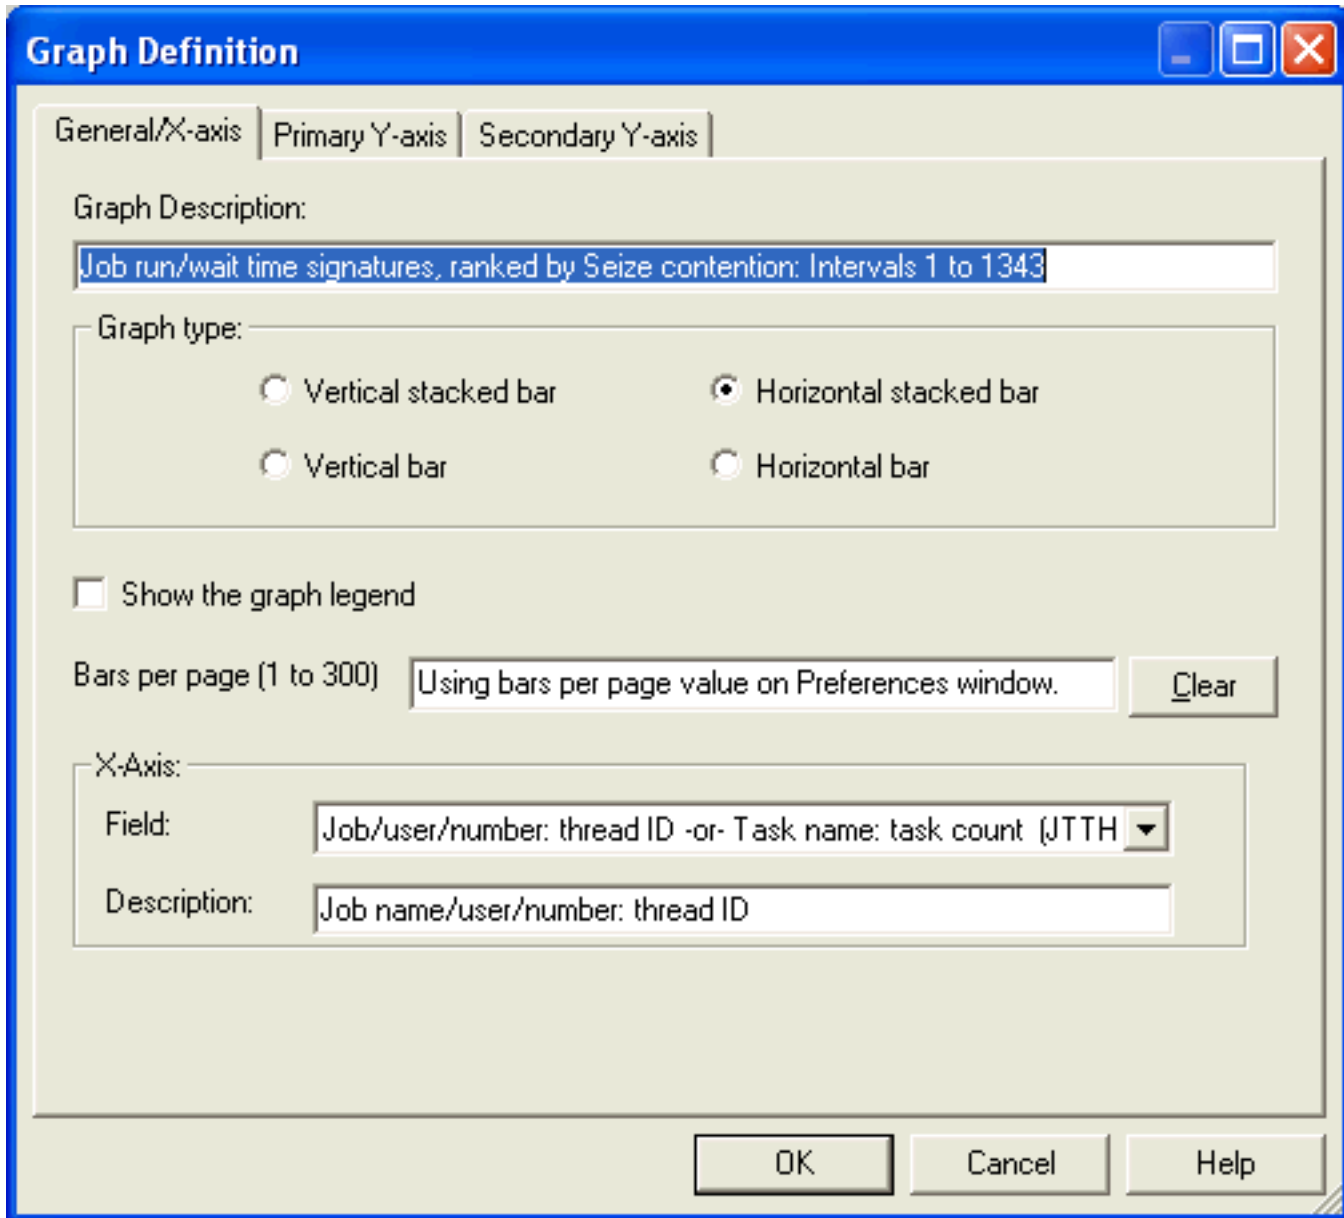 Graph Definition
General/X-axis Primary Y-axis Secondary Y-axis
Graph Description:
Job run/wait time signatures, ranked by Seize contention: Intervals 1 to 1343
Graph type:
Vertical stacked bar Horizontal stacked bar
Vertical bar Horizontal bar
Show the graph legend
Bars per page (1 to 300) Using bars per page value on Preferences window. Clear
X-Axis:
Field: Job/user/number: thread ID -or- Task name: task count (JTTH
Description: Job name/user/number: thread ID
OK Cancel Help